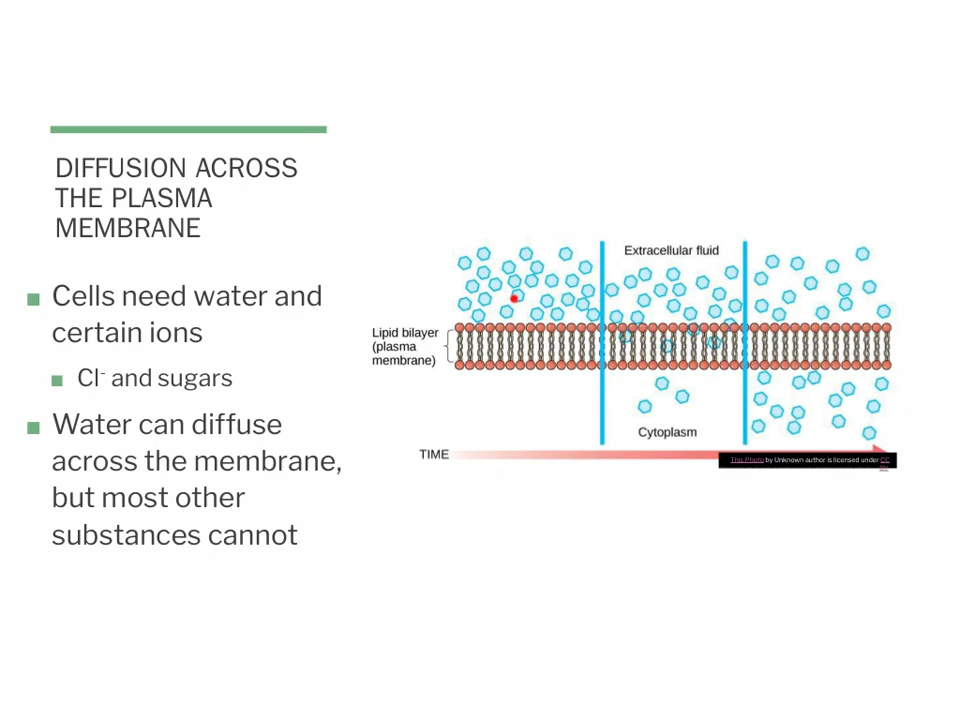 DIFFUSION ACROSS
THE PLASMA
MEMBRANE
Cells need water and
certain ions
Cl- and sugars
Water can diffuse
across the membrane,
but most other
substances cannot
Extracellular fluid
Lipid bilayer
(plasma
membrane)
Cytoplasm
TIME
This Photo by Unknown author is licensed under CC
BY.